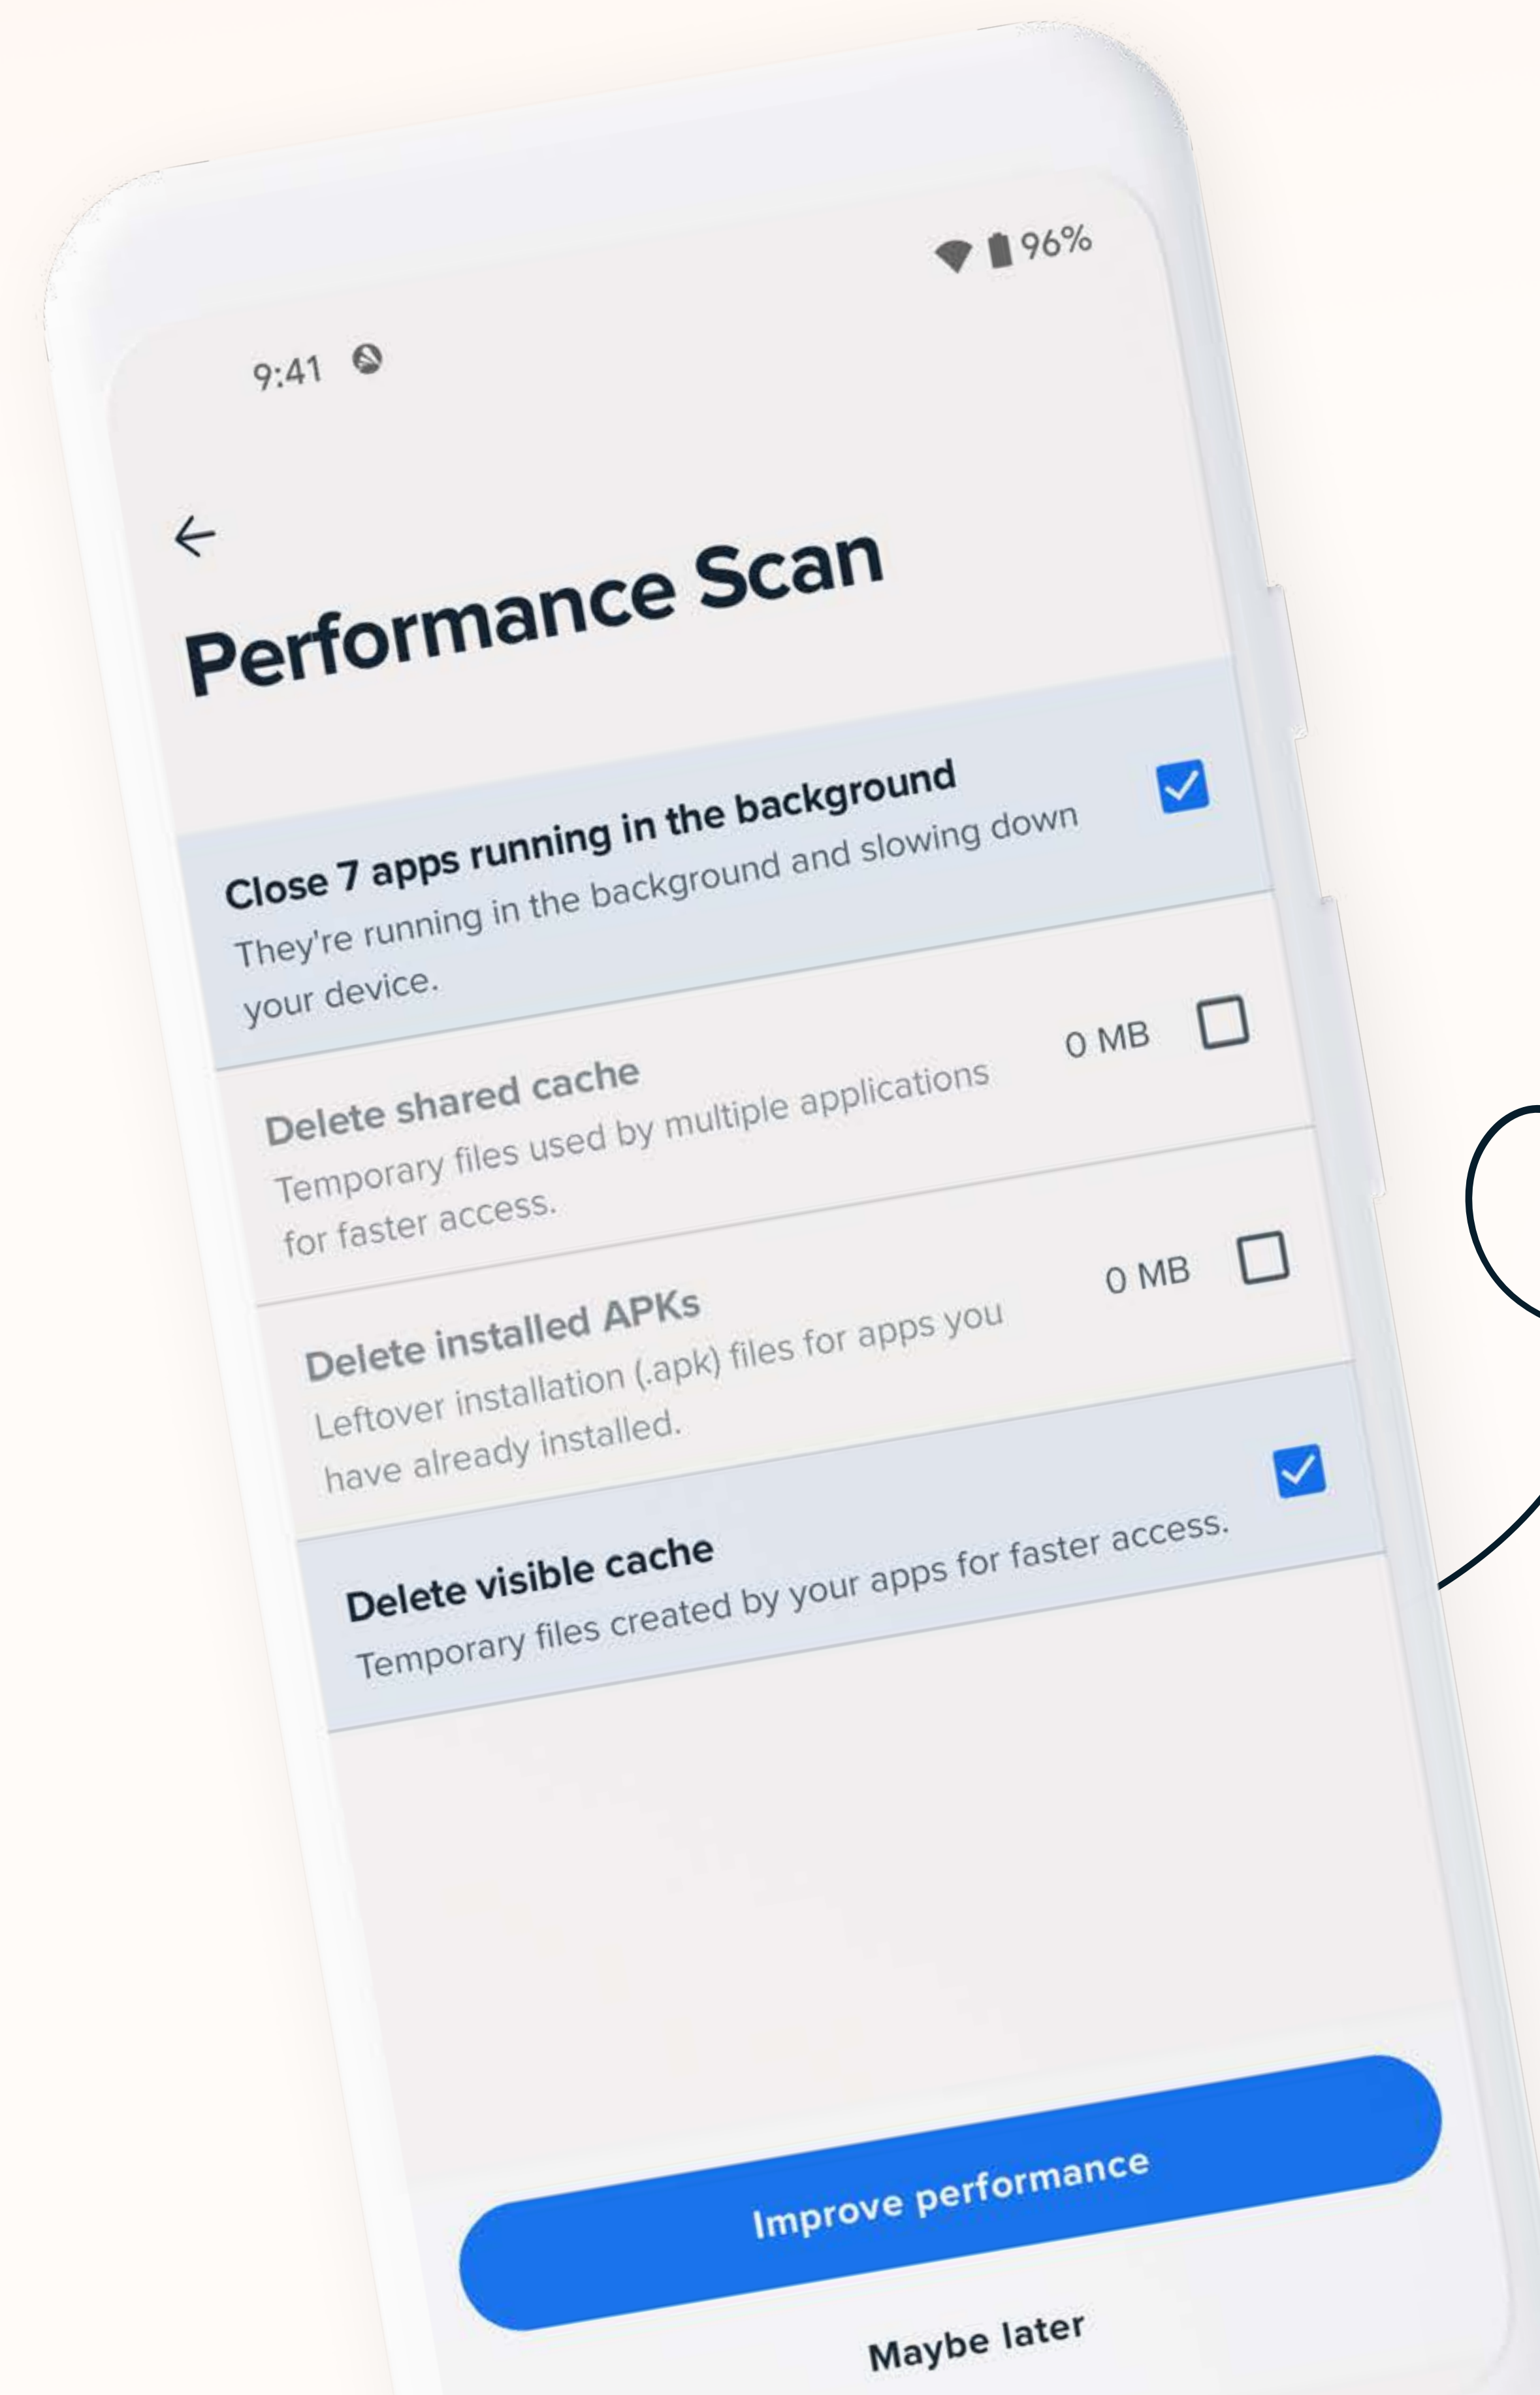 9:41
96%
Performance Scan
Close 7 apps running in the background
They're running in the background and slowing down
your device.
Delete shared cache
Temporary files used by multiple applications
for faster access.
0 MB
Delete installed APKs
Leftover installation (.apk) files for apps you
have already installed.
0 MB
Delete visible cache
Temporary files created by your apps for faster access.
Improve performance
Maybe later